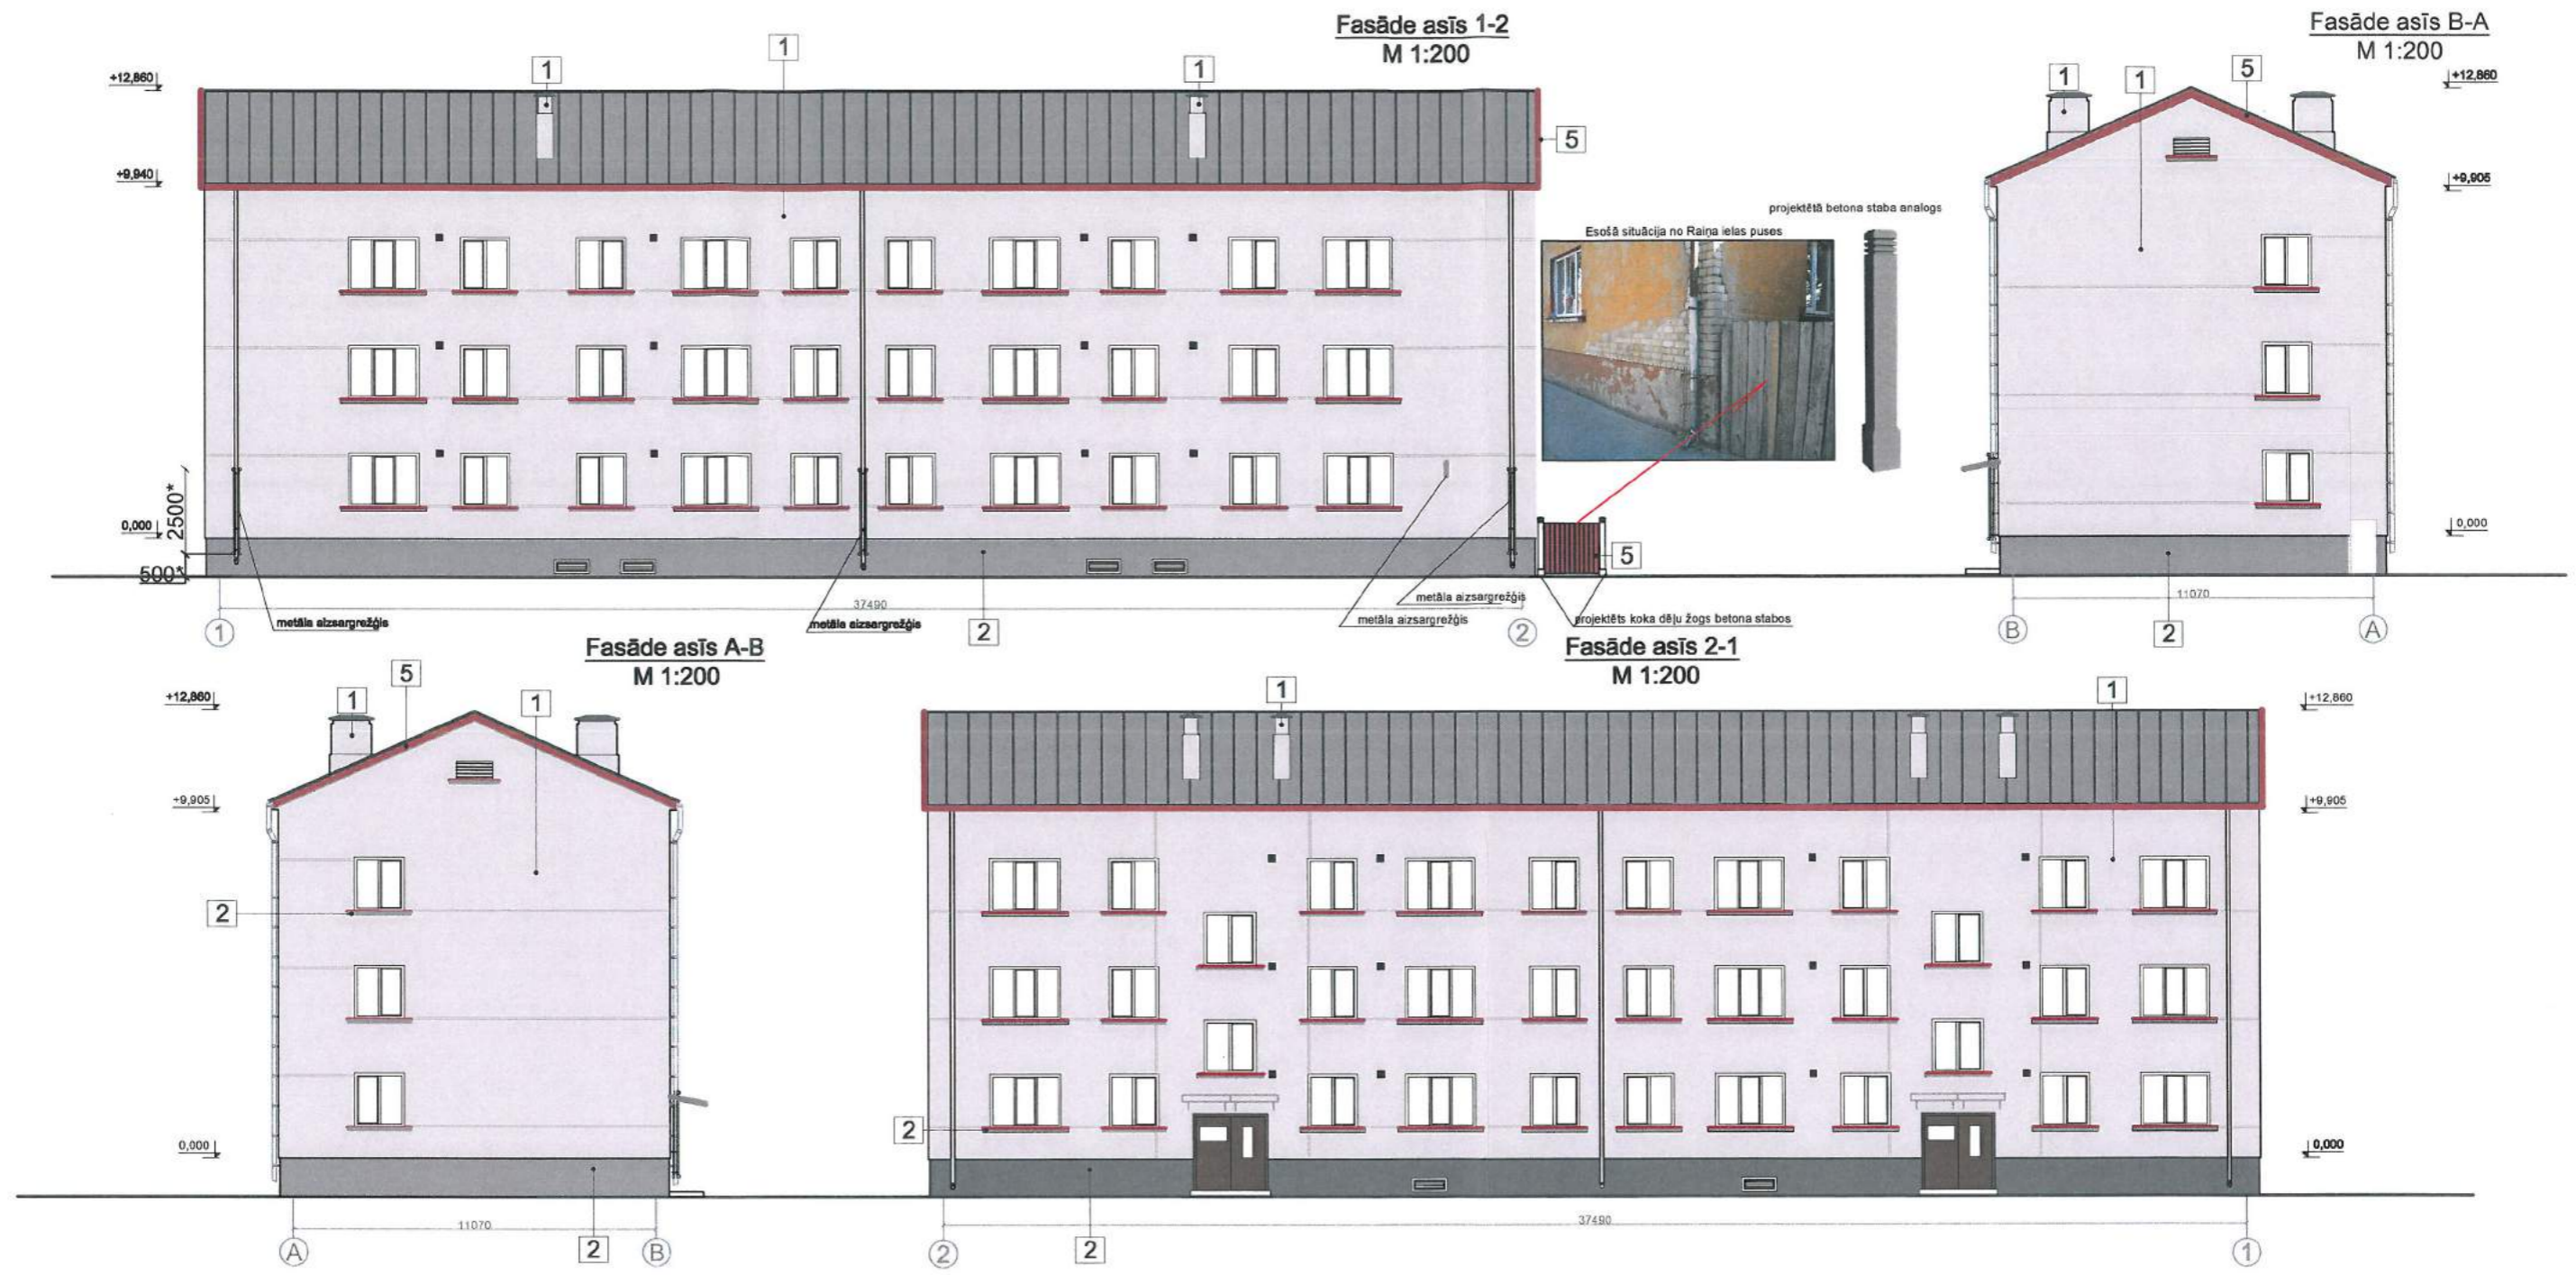 Fasāde asīs 1-2
M 1:200
1
1
1
+12,860
+9,940
5
2500*
0,000
500*
37490
metāla aizsargrežģis
metāla aizsargrežģis
metāla aizsargrežģis
metāla aizsargrežģis
1
2
2
Esošā situācija no Raiņa ielas puses
projektētā betona staba analogs
5
projektēts koka dēļu žogs betona stabos
Fasāde asīs B-A
M 1:200
1
1
5
+12,860
+9,905
0,000
11070
B
2
A
Fasāde asīs A-B
M 1:200
5
1
1
+12,860
+9,905
2
0,000
11070
A
2
B
Fasāde asīs 2-1
M 1:200
1
1
+12,860
+9,905
2
0,000
37490
2
2
1